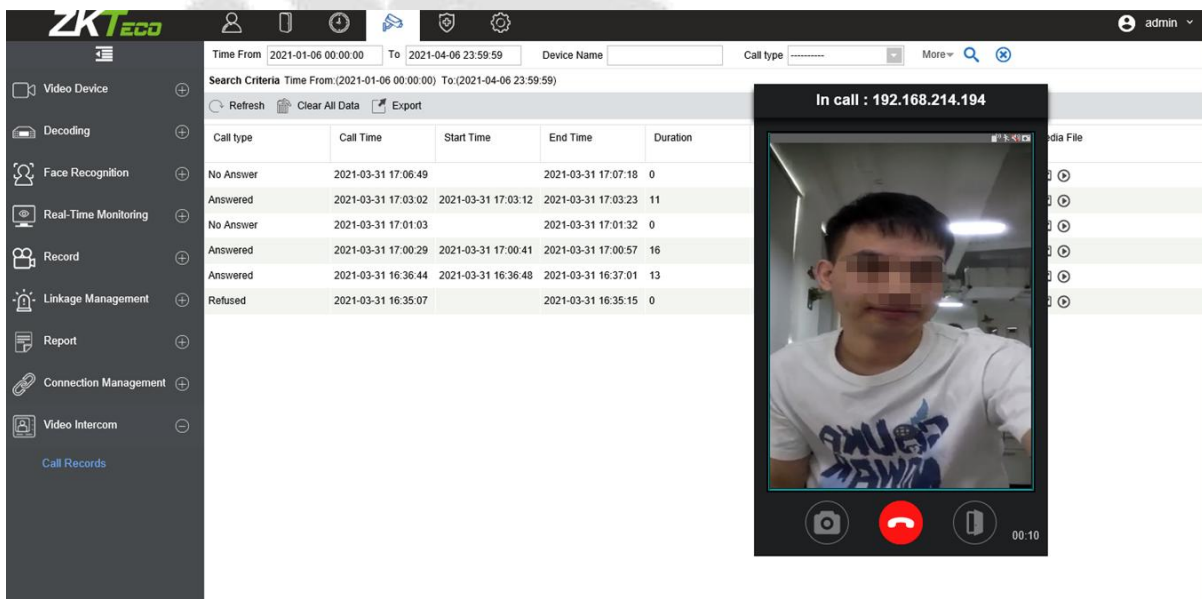 ZKTECO
admin
Time From 2021-01-06 00:00:00 To 2021-04-06 23:59:59 Device Name Call type ---------- More
Search Criteria Time From:(2021-01-06 00:00:00) To:(2021-04-06 23:59:59)
Refresh Clear All Data Export
Call type Call Time Start Time End Time Duration edia File
No Answer 2021-03-31 17:06:49 2021-03-31 17:07:18 0
Answered 2021-03-31 17:03:02 2021-03-31 17:03:12 2021-03-31 17:03:23 11
No Answer 2021-03-31 17:01:03 2021-03-31 17:01:32 0
Answered 2021-03-31 17:00:29 2021-03-31 17:00:41 2021-03-31 17:00:57 16
Answered 2021-03-31 16:36:44 2021-03-31 16:36:48 2021-03-31 16:37:01 13
Refused 2021-03-31 16:35:07 2021-03-31 16:35:15 0
Video Device
Decoding
Face Recognition
Real-Time Monitoring
Record
Linkage Management
Report
Connection Management
Video Intercom
Call Records
In call : 192.168.214.194
00:10